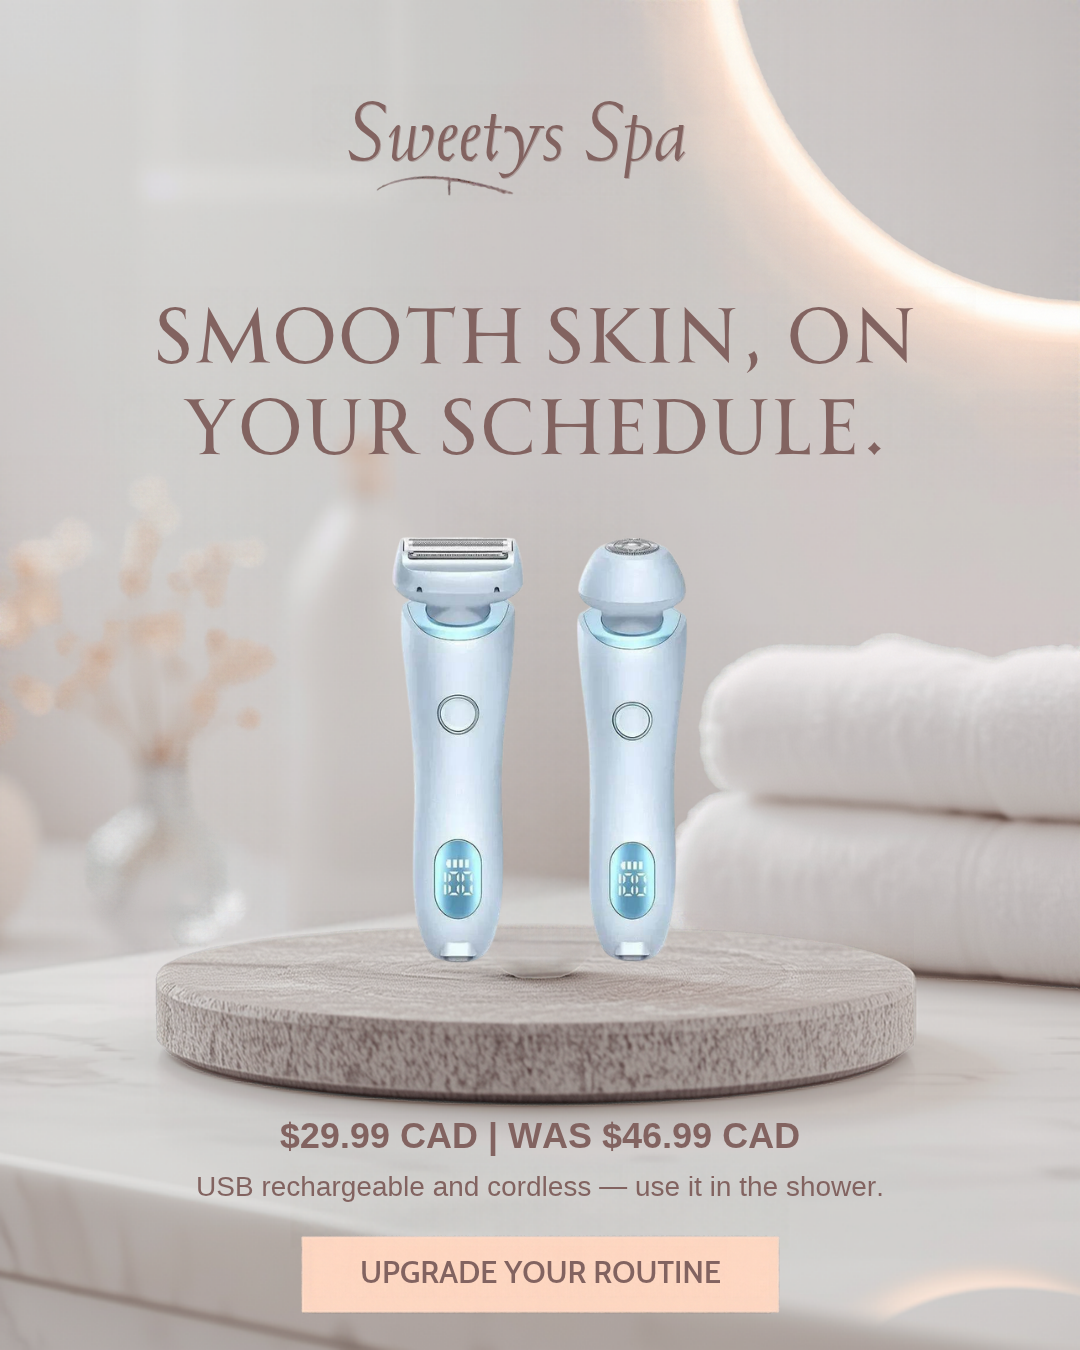 Sweetys Spa
SMOOTH SKIN, ON
YOUR SCHEDULE.
$29.99 CAD | WAS $46.99 CAD
USB rechargeable and cordless — use it in the shower.
UPGRADE YOUR ROUTINE